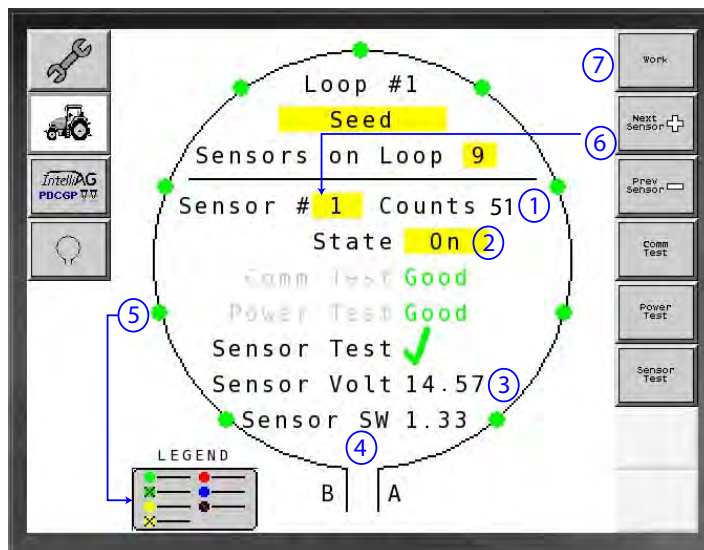 Loop #1
Seed
Sensors on Loop 9
Sensor # 1 Counts 51 1
State On 2
Comm Test Good
Power Test Good
Sensor Test
Sensor Volt 14.57 3
Sensor SW 1.33
4
B A
5
LEGEND
IntelliAG
PDCGP
7
Work
Next
Sensor
6
Prev
Sensor
Comm
Test
Power
Test
Sensor
Test